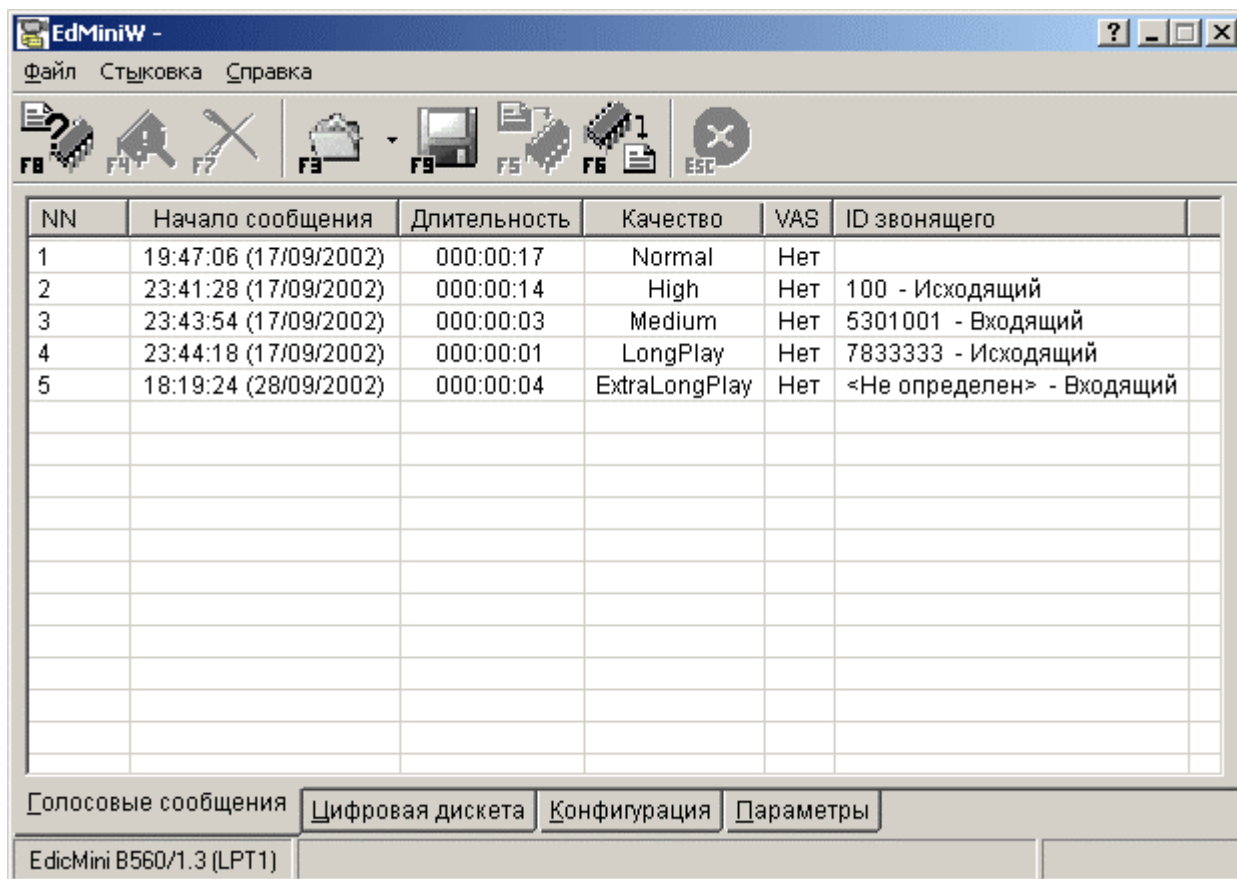 EdMiniW -
Файл Стыковка Справка
F8 F4 F7 F3 F9 F5 F6 ESC
NN Начало сообщения Длительность Качество VAS ID звонящего
1 19:47:06 (17/09/2002) 000:00:17 Normal Нет
2 23:41:28 (17/09/2002) 000:00:14 High Нет 100 - Исходящий
3 23:43:54 (17/09/2002) 000:00:03 Medium Нет 5301001 - Входящий
4 23:44:18 (17/09/2002) 000:00:01 LongPlay Нет 7833333 - Исходящий
5 18:19:24 (28/09/2002) 000:00:04 ExtraLongPlay Нет <Не определен> - Входящий
Голосовые сообщения Цифровая дискета Конфигурация Параметры
EdicMini B560/1.3 (LPT1)